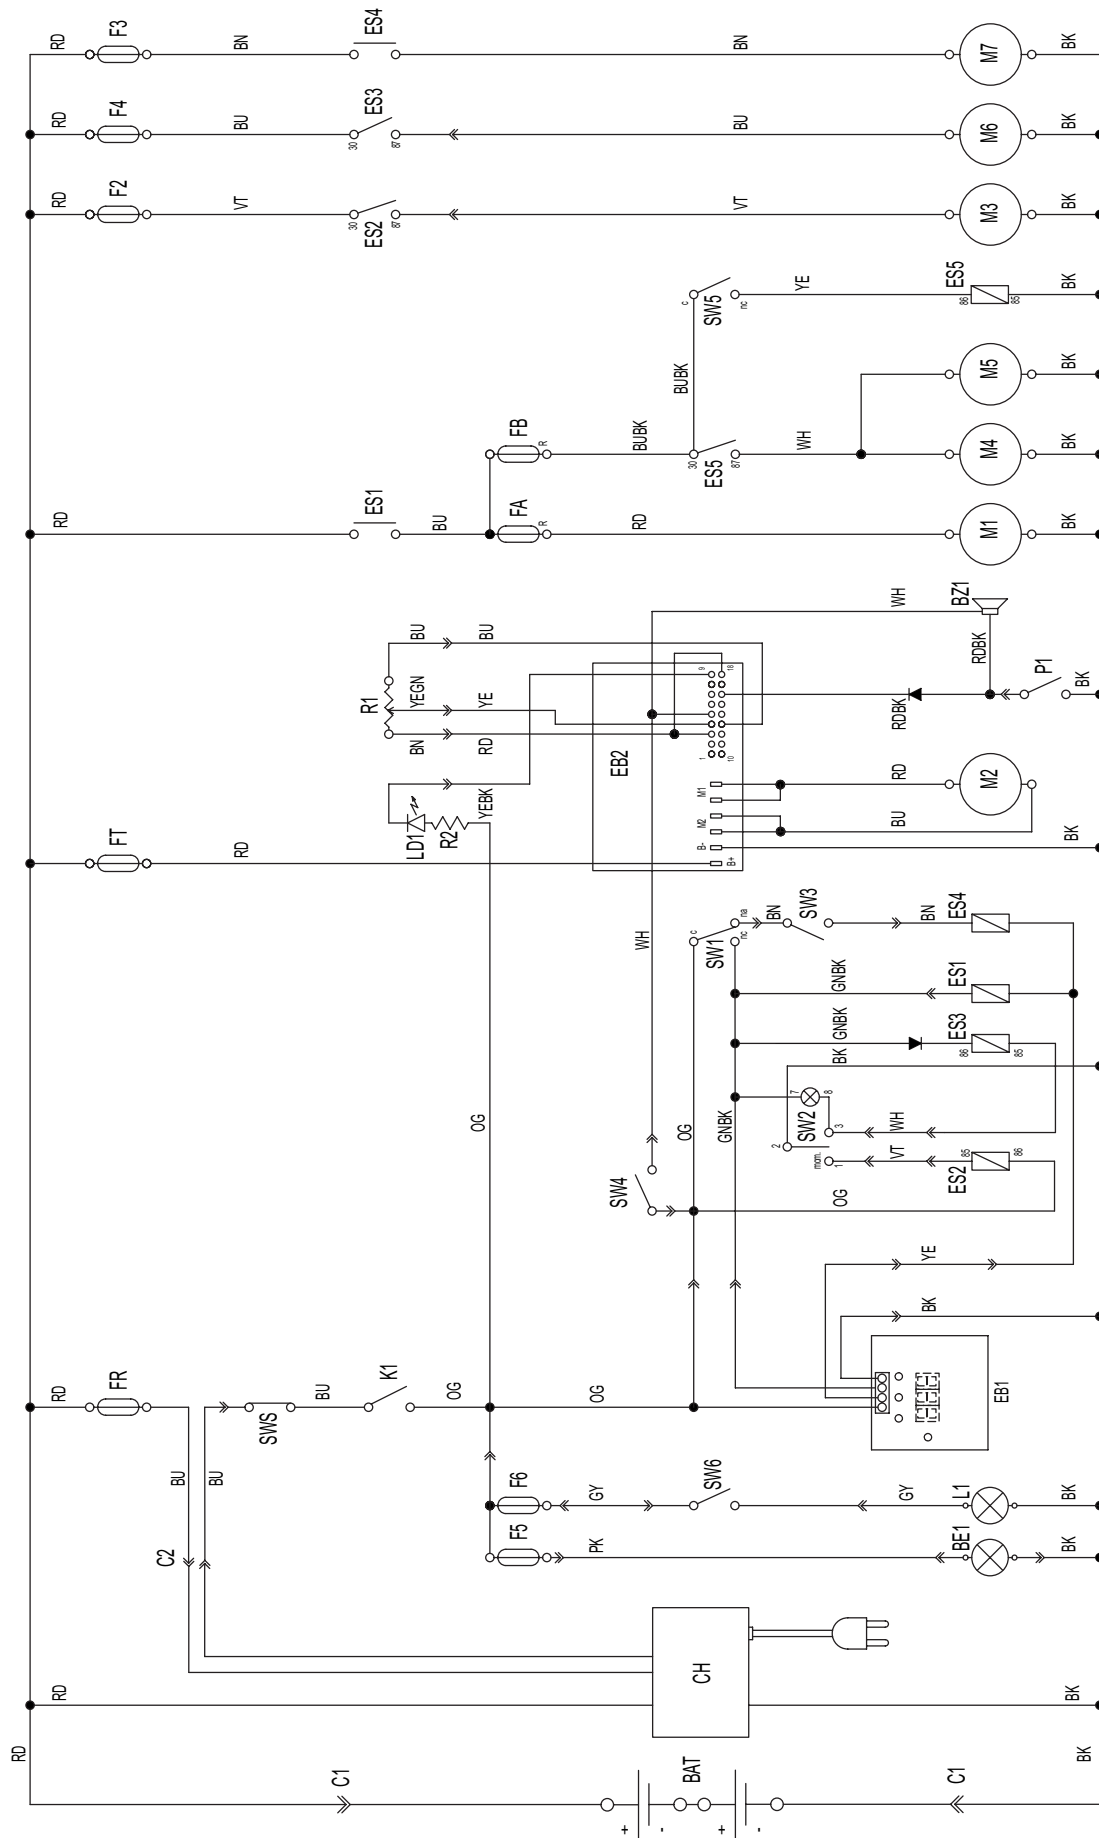 RD
RD
RD
RD
RD
RD
RD
RD
FR
FT
F2
F4
F3
C2
BU
BU
RD
VT
BU
BN
SWS
BU
C1
30
30
ES1
ES2
ES3
ES4
K1
R1
87
87
LD1
BN
YEGN
BU
BU
R2
OG
OG
YEBK
RD
YE
BU
F5
F6
FA
FB
R
R
PK
GY
OG
SW4
WH
EB2
RD
BUBK
BUBK
+
-
BAT
CH
SW6
OG
SW1
c
30
ES5
c
SW5
B-
M2
M1
1
9
+
-
GNBK
B+
10
18
87
nc
nc
na
BN
VT
BU
BN
2
7
mom.
SW2
SW3
WH
YE
1
3
8
OG
BK
GNBK
GNBK
VT
WH
BU
RD
RDBK
WH
GY
YE
BK
BN
C1
BE1
L1
ES2
85
86
ES3
86
85
ES1
ES4
BZ1
ES5
86
85
RDBK
M2
M1
M4
M5
M3
M6
M7
EB1
P1
BK
BK
BK
BK
BK
BK
BK
BK
BK
BK
BK
BK
BK
BK